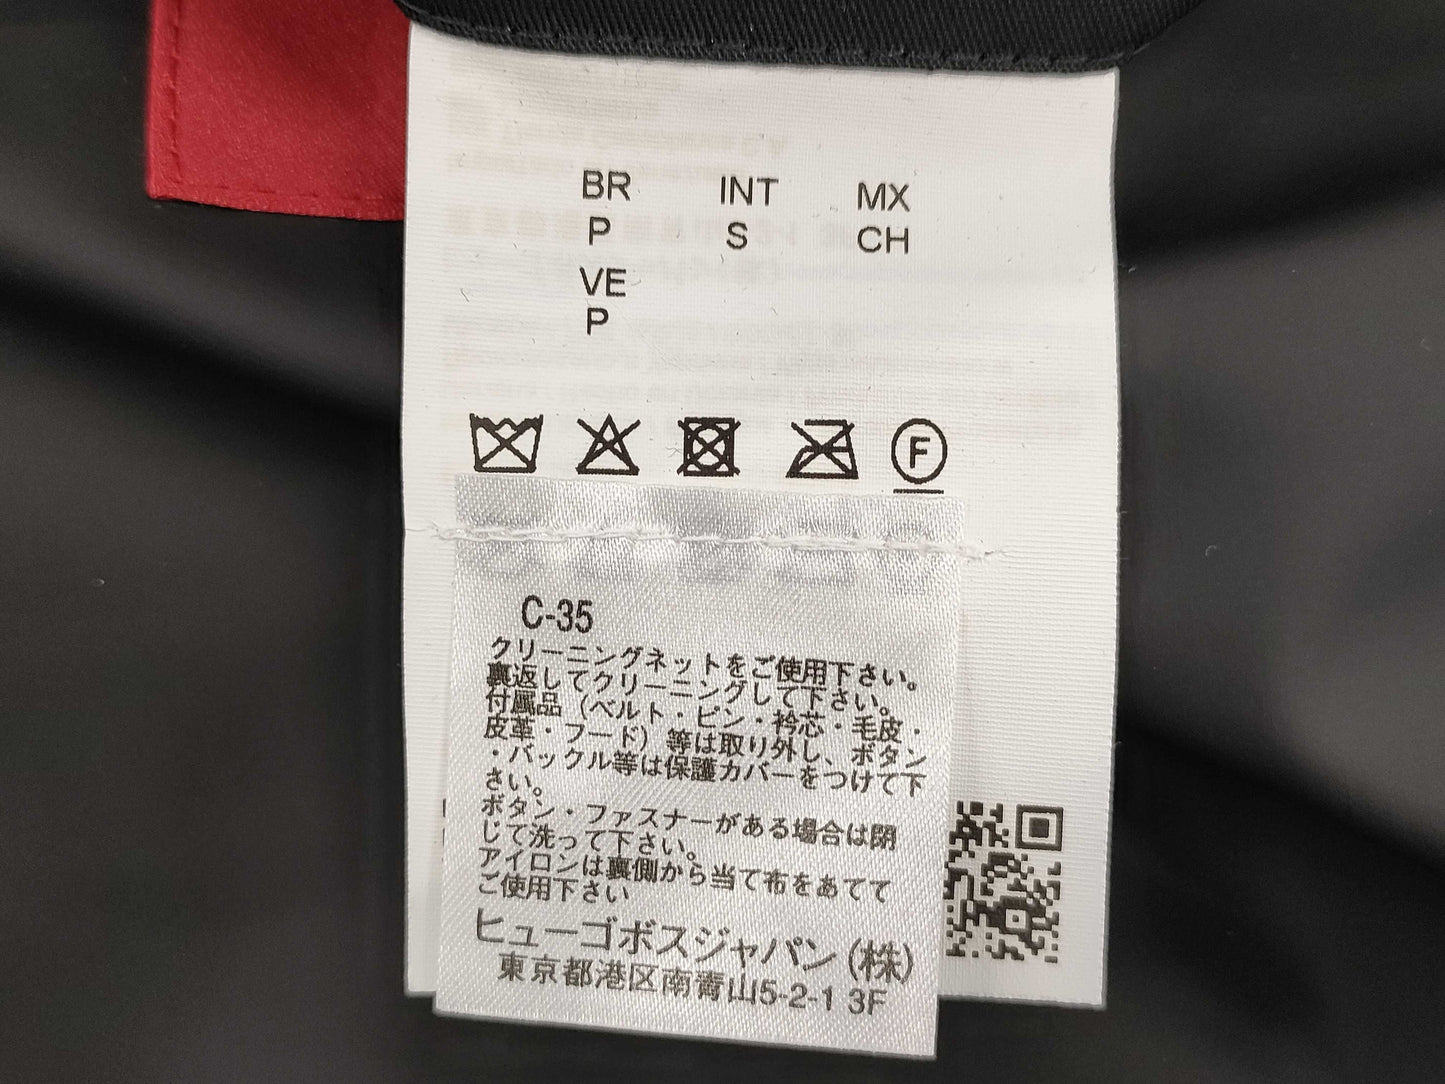 BR INT MX
P S CH
VE
P
F
C-35
クリーニングネットをご使用下さい。
裏返してクリーニングして下さい。
付属品（ベルト・ピン・衿芯・毛皮・
皮革・フード）等は取り外し、ボタン
・バックル等は保護カバーをつけて下
さい。
ボタン・ファスナーがある場合は閉
じて洗って下さい。
アイロンは裏側から当て布をあてて
ご使用下さい
ヒューゴボスジャパン(株)
東京都港区南青山5-2-1 3F